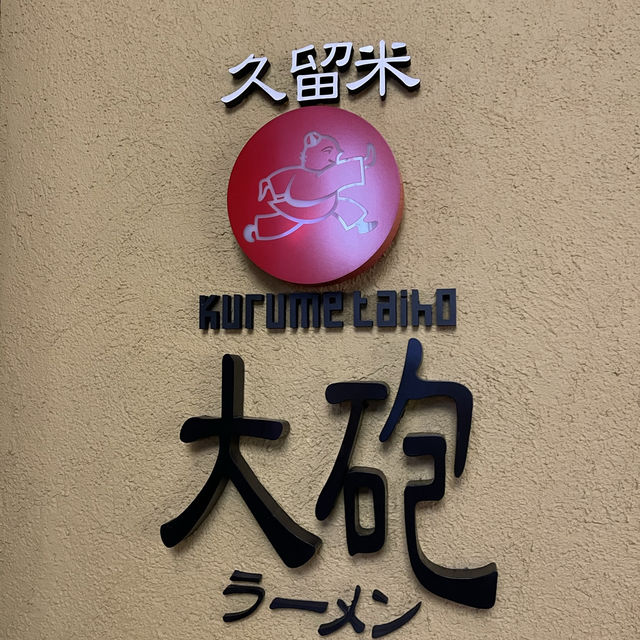 久留米
kurume taiho
大砲
ラーメン